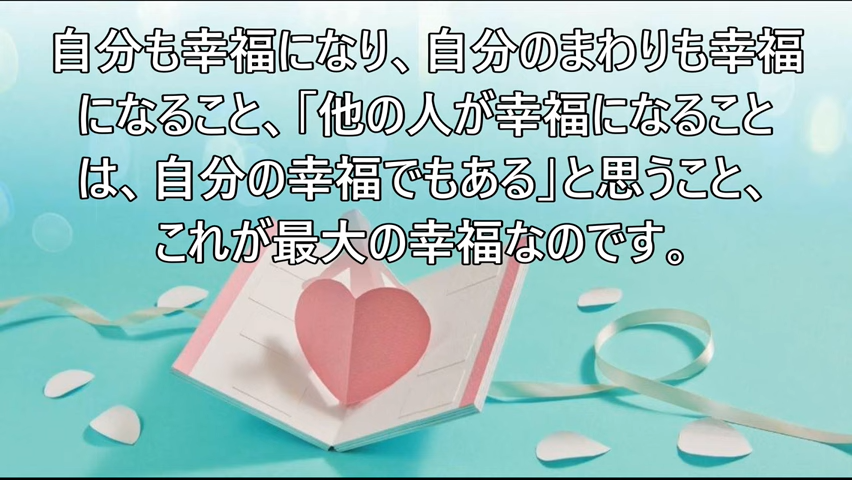 自分も幸福になり、自分のまわりも幸福
になること、「他の人が幸福になること
は、自分の幸福でもある」と思うこと、
これが最大の幸福なのです。